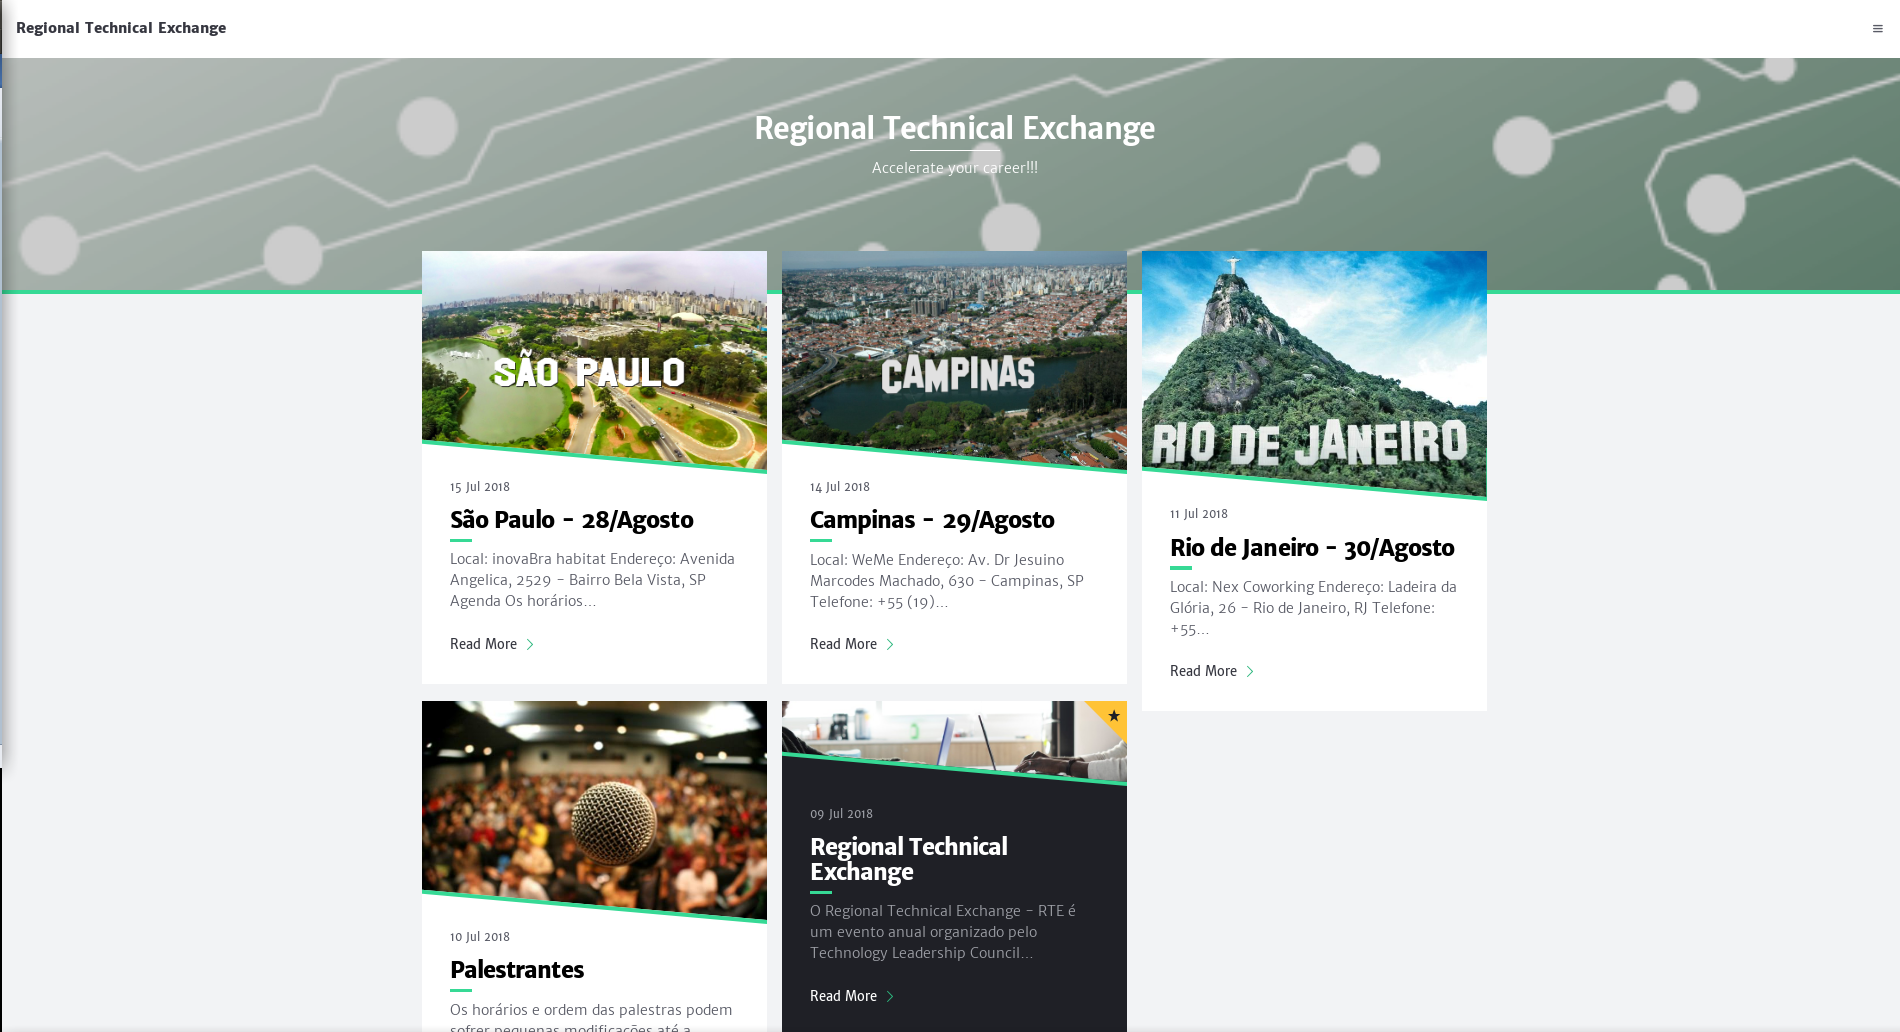 Regional Technical Exchange
Regional Technical Exchange
Accelerate your career!!!
SÃO PAULO
15 Jul 2018
São Paulo - 28/Agosto
Local: inovaBra habitat Endereço: Avenida
Angelica, 2529 - Bairro Bela Vista, SP
Agenda Os horários...
Read More
CAMPINAS
14 Jul 2018
Campinas - 29/Agosto
Local: WeMe Endereço: Av. Dr Jesuino
Marcodes Machado, 630 - Campinas, SP
Telefone: +55 (19)...
Read More
RIO DE JANEIRO
11 Jul 2018
Rio de Janeiro - 30/Agosto
Local: Nex Coworking Endereço: Ladeira da
Glória, 26 - Rio de Janeiro, RJ Telefone:
+55...
Read More
10 Jul 2018
Palestrantes
Os horários e ordem das palestras podem
sofrer pequenas modificações até a
09 Jul 2018
Regional Technical
Exchange
O Regional Technical Exchange - RTE é
um evento anual organizado pelo
Technology Leadership Council...
Read More